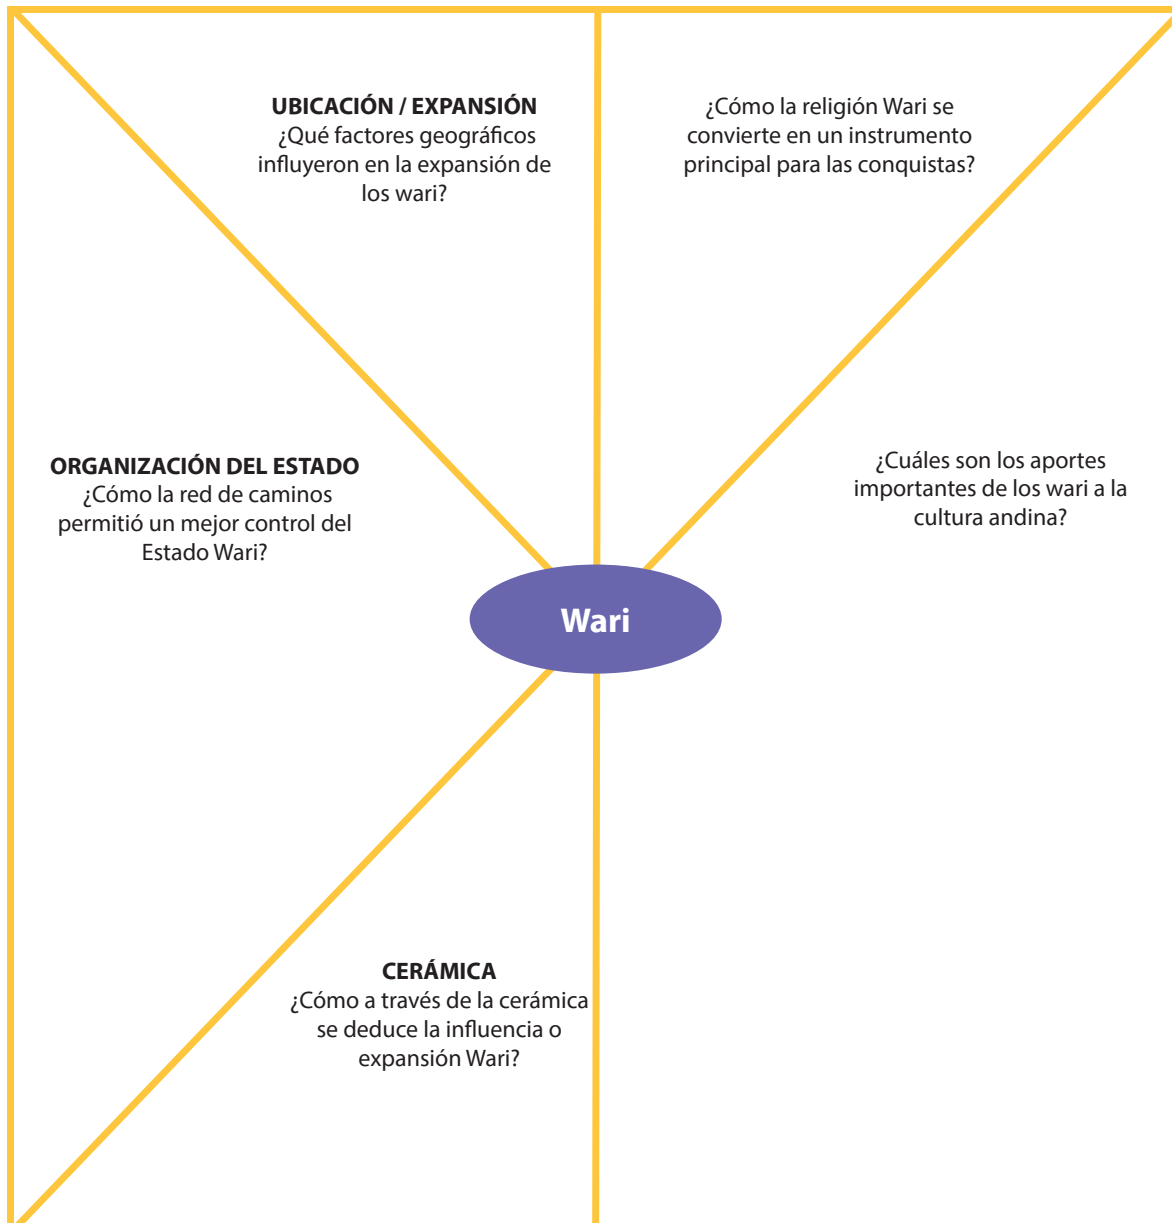 UBICACIÓN / EXPANSIÓN
¿Qué factores geográficos
influyeron en la expansión de
los wari?
¿Cómo la religión Wari se
convierte en un instrumento
principal para las conquistas?
ORGANIZACIÓN DEL ESTADO
¿Cómo la red de caminos
permitió un mejor control del
Estado Wari?
¿Cuáles son los aportes
importantes de los wari a la
cultura andina?
Wari
CERÁMICA
¿Cómo a través de la cerámica
se deduce la influencia o
expansión Wari?